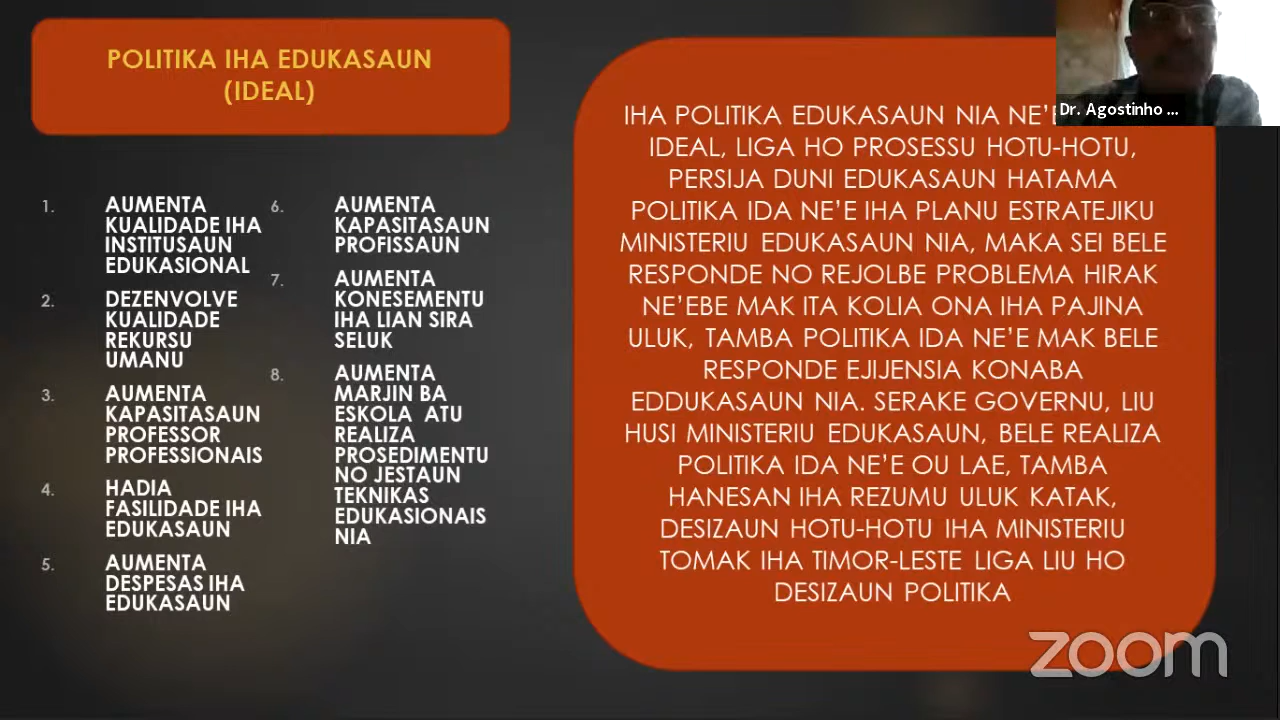 POLITIKA IHA EDUKASAUN
(IDEAL)
1. AUMENTA
KUALIDADE IHA
INSTITUSAUN
EDUKASIONAL
2. DEZENVOLVE
KUALIDADE
REKURSU
UMANU
3. AUMENTA
KAPASITASAUN
PROFESSOR
PROFESSIONAIS
4. HADIA
FASILIDADE IHA
EDUKASAUN
5. AUMENTA
DESPESAS IHA
EDUKASAUN
6. AUMENTA
KAPASITASAUN
PROFISSAUN
7. AUMENTA
KONESEMENTU
IHA LIAN SIRA
SELUK
8. AUMENTA
MARJIN BA
ESKOLA ATU
REALIZA
PROSEDIMENTU
NO JESTAUN
TEKNIKAS
EDUKASIONAIS
NIA
IHA POLITIKA EDUKASAUN NIA
IDEAL, LIGA HO PROSESSU HOTU-HOTU,
PERSIJA DUNI EDUKASAUN HATAMA
POLITIKA IDA NE’E IHA PLANU ESTRATEJIKU
MINISTERIU EDUKASAUN NIA, MAKA SEI BELE
RESPONDE NO REJOLBE PROBLEMA HIRAK
NE’EBE MAK ITA KOLIA ONA IHA PAJINA
ULUK, TAMBA POLITIKA IDA NE’E MAK BELE
RESPONDE EJIJENSIA KONABA
EDDUKASAUN NIA. SERAKE GOVERNU, LIU
HUSI MINISTERIU EDUKASAUN, BELE REALIZA
POLITIKA IDA NE’E OU LAE, TAMBA
HANESAN IHA REZUMU ULUK KATAK,
DESIZAUN HOTU-HOTU IHA MINISTERIU
TOMAK IHA TIMOR-LESTE LIGA LIU HO
DESIZAUN POLITIKA
Dr. Agostinho ...
zoom